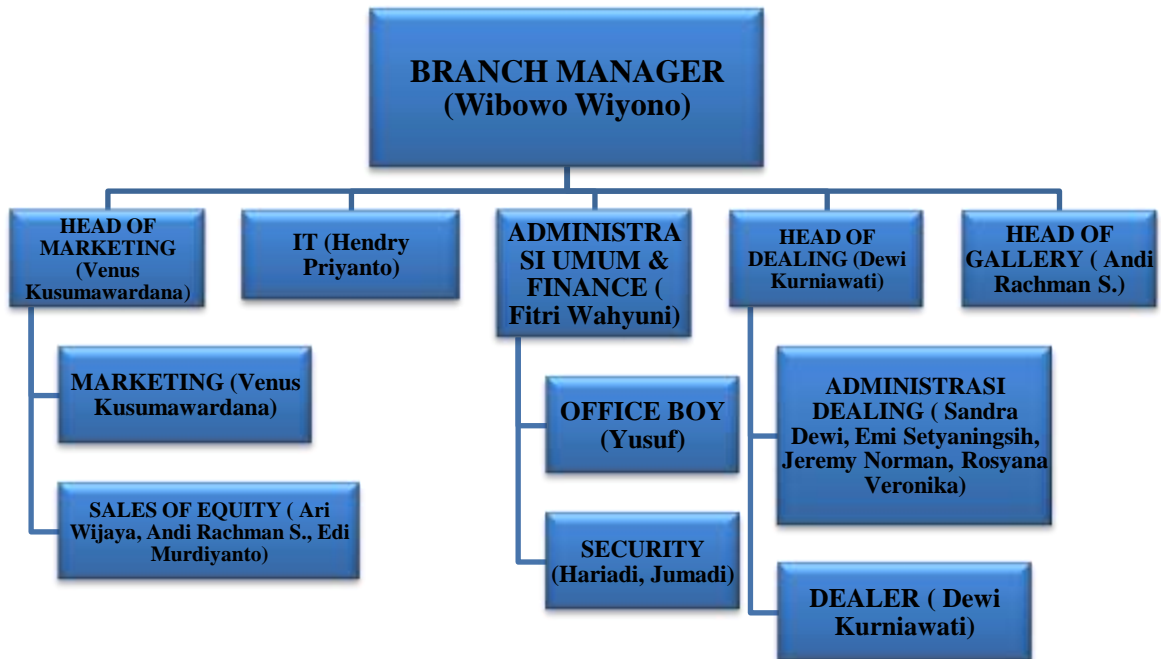 BRANCH MANAGER
(Wibowo Wiyono)
HEAD OF
MARKETING
(Venus
Kusumawardana)
IT (Hendry
Priyanto)
ADMINISTRA
SI UMUM &
FINANCE (
Fitri Wahyuni)
HEAD OF
DEALING (Dewi
Kurniawati)
HEAD OF
GALLERY ( Andi
Rachman S.)
MARKETING (Venus
Kusumawardana)
SALES OF EQUITY ( Ari
Wijaya, Andi Rachman S., Edi
Murdiyanto)
OFFICE BOY
(Yusuf)
SECURITY
(Hariadi, Jumadi)
ADMINISTRASI
DEALING ( Sandra
Dewi, Emi Setyaningsih,
Jeremy Norman, Rosyana
Veronika)
DEALER ( Dewi
Kurniawati)